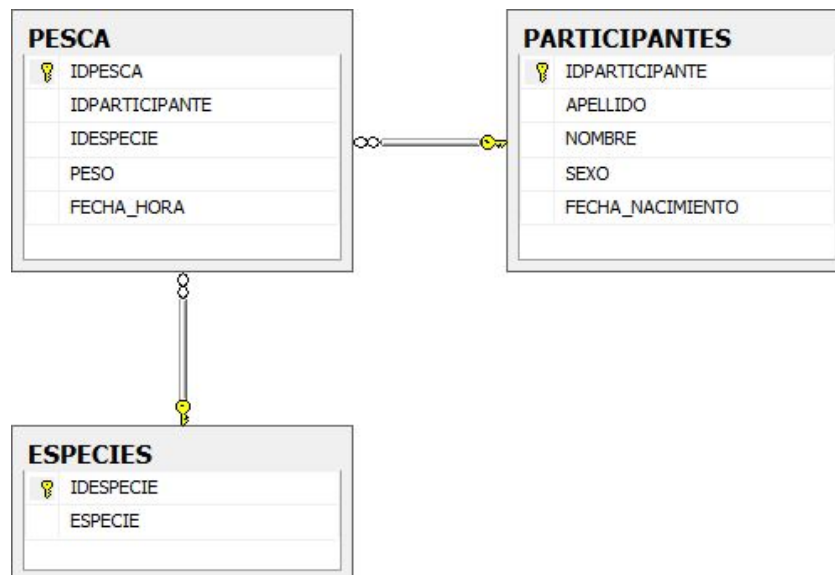 PESCA
IDPESCA
IDPARTICIPANTE
IDESPECIE
PESO
FECHA_HORA
PARTICIPANTES
IDPARTICIPANTE
APELLIDO
NOMBRE
SEXO
FECHA_NACIMIENTO
ESPECIES
IDESPECIE
ESPECIE